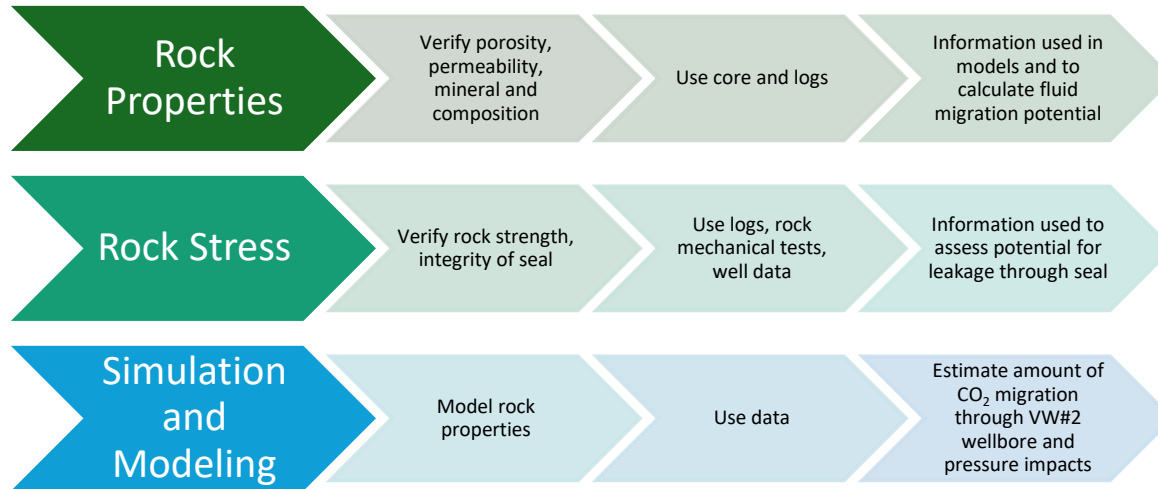 Rock
Properties
Verify porosity,
permeability,
mineral and
composition
Use core and logs
Information used in
models and to
calculate fluid
migration potential
Rock Stress
Verify rock strength,
integrity of seal
Use logs, rock
mechanical tests,
well data
Information used to
assess potential for
leakage through seal
Simulation
and
Modeling
Model rock
properties
Use data
Estimate amount of
CO₂ migration
through VW#2
wellbore and
pressure impacts